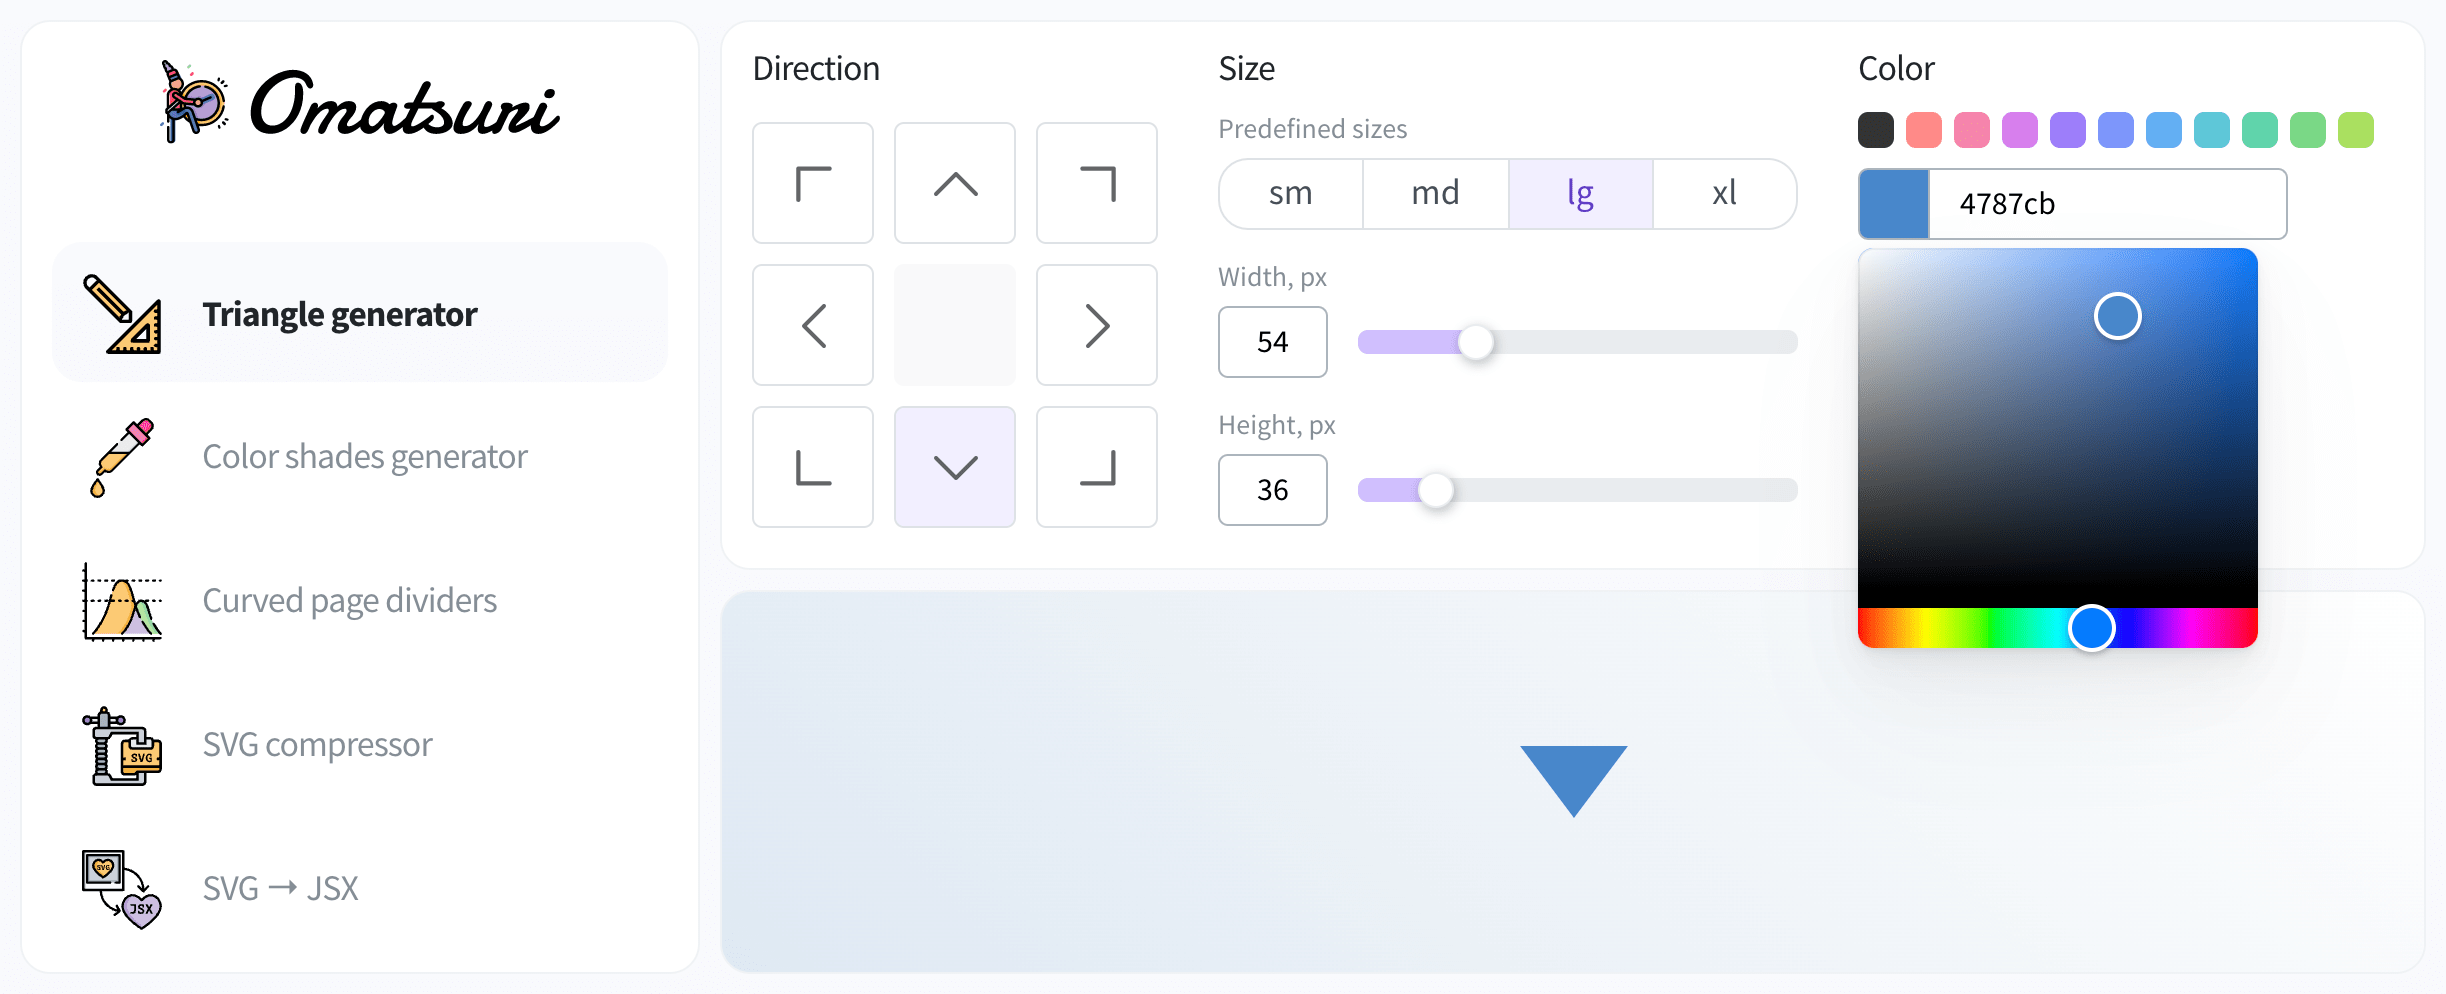 Omatsuri
Triangle generator
Color shades generator
Curved page dividers
SVG
SVG compressor
SVG
JSX
SVG → JSX
Direction
Size
Predefined sizes
sm md lg xl
Width, px
54
Height, px
36
Color
4787cb